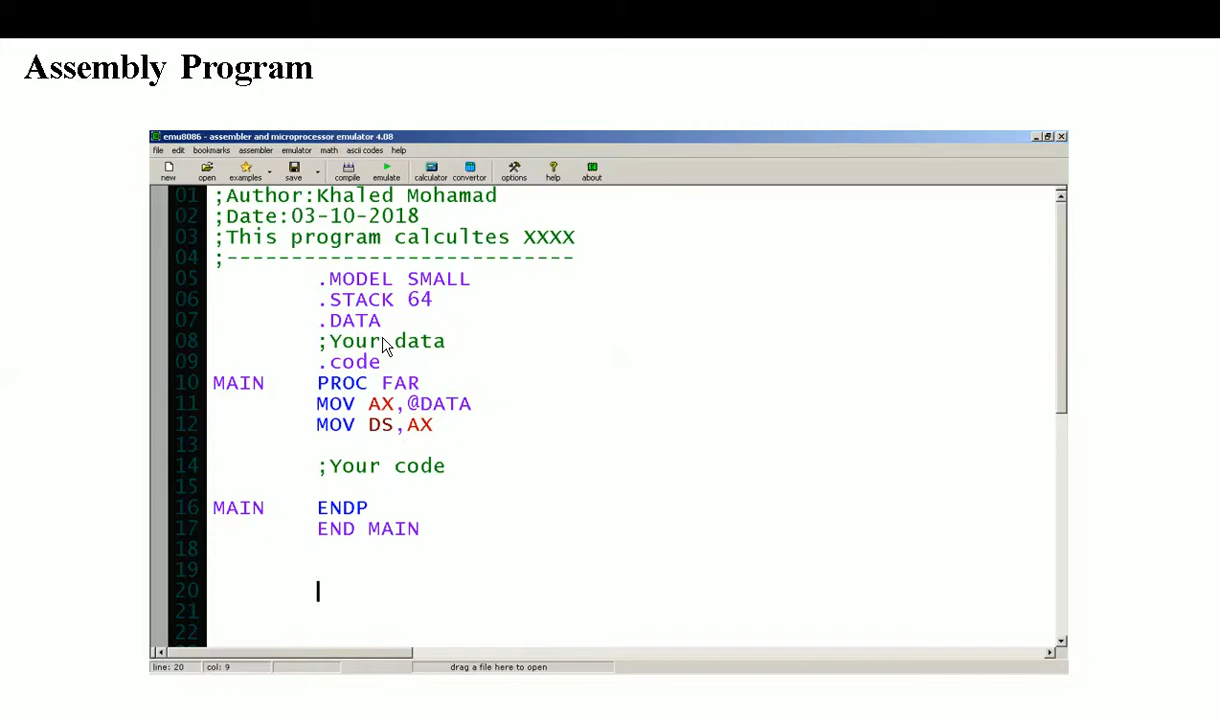 Assembly Program
emu8086 - assembler and microprocessor emulator 4.08
file edit bookmarks assembler emulator math ascii codes help
new open examples save compile emulate calculator convertor options help about
01 ;Author:Khaled Mohamad
02 ;Date:03-10-2018
03 ;This program calcultes XXXX
04 ;---------------------------
05 .MODEL SMALL
06 .STACK 64
07 .DATA
08 ;Your data
09 .code
10 MAIN PROC FAR
11 MOV AX,@DATA
12 MOV DS,AX
13
14 ;Your code
15
16 MAIN ENDP
17 END MAIN
18
19
20
21
22
line: 20 col: 9 drag a file here to open